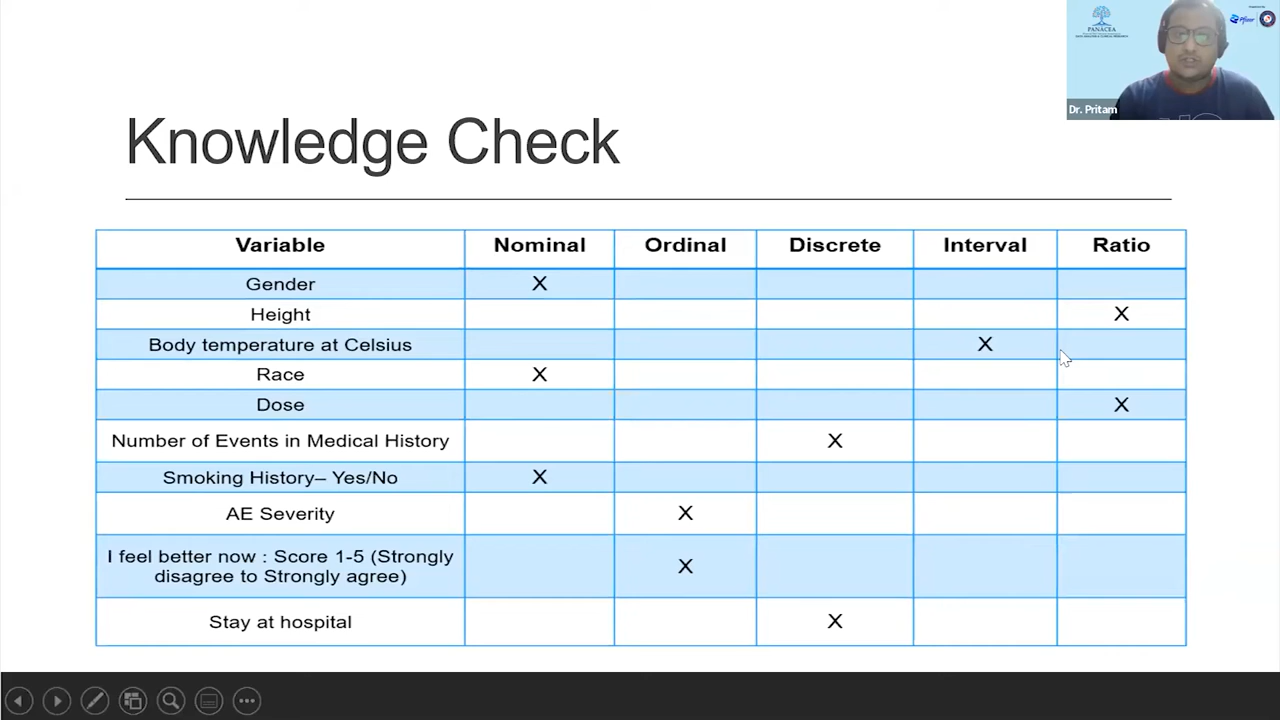 PANACEA
Pfizer
Dr. Pritam
Knowledge Check
Variable Nominal Ordinal Discrete Interval Ratio
Gender X
Height X
Body temperature at Celsius X
Race X
Dose X
Number of Events in Medical History X
Smoking History– Yes/No X
AE Severity X
I feel better now : Score 1-5 (Strongly
disagree to Strongly agree) X
Stay at hospital X